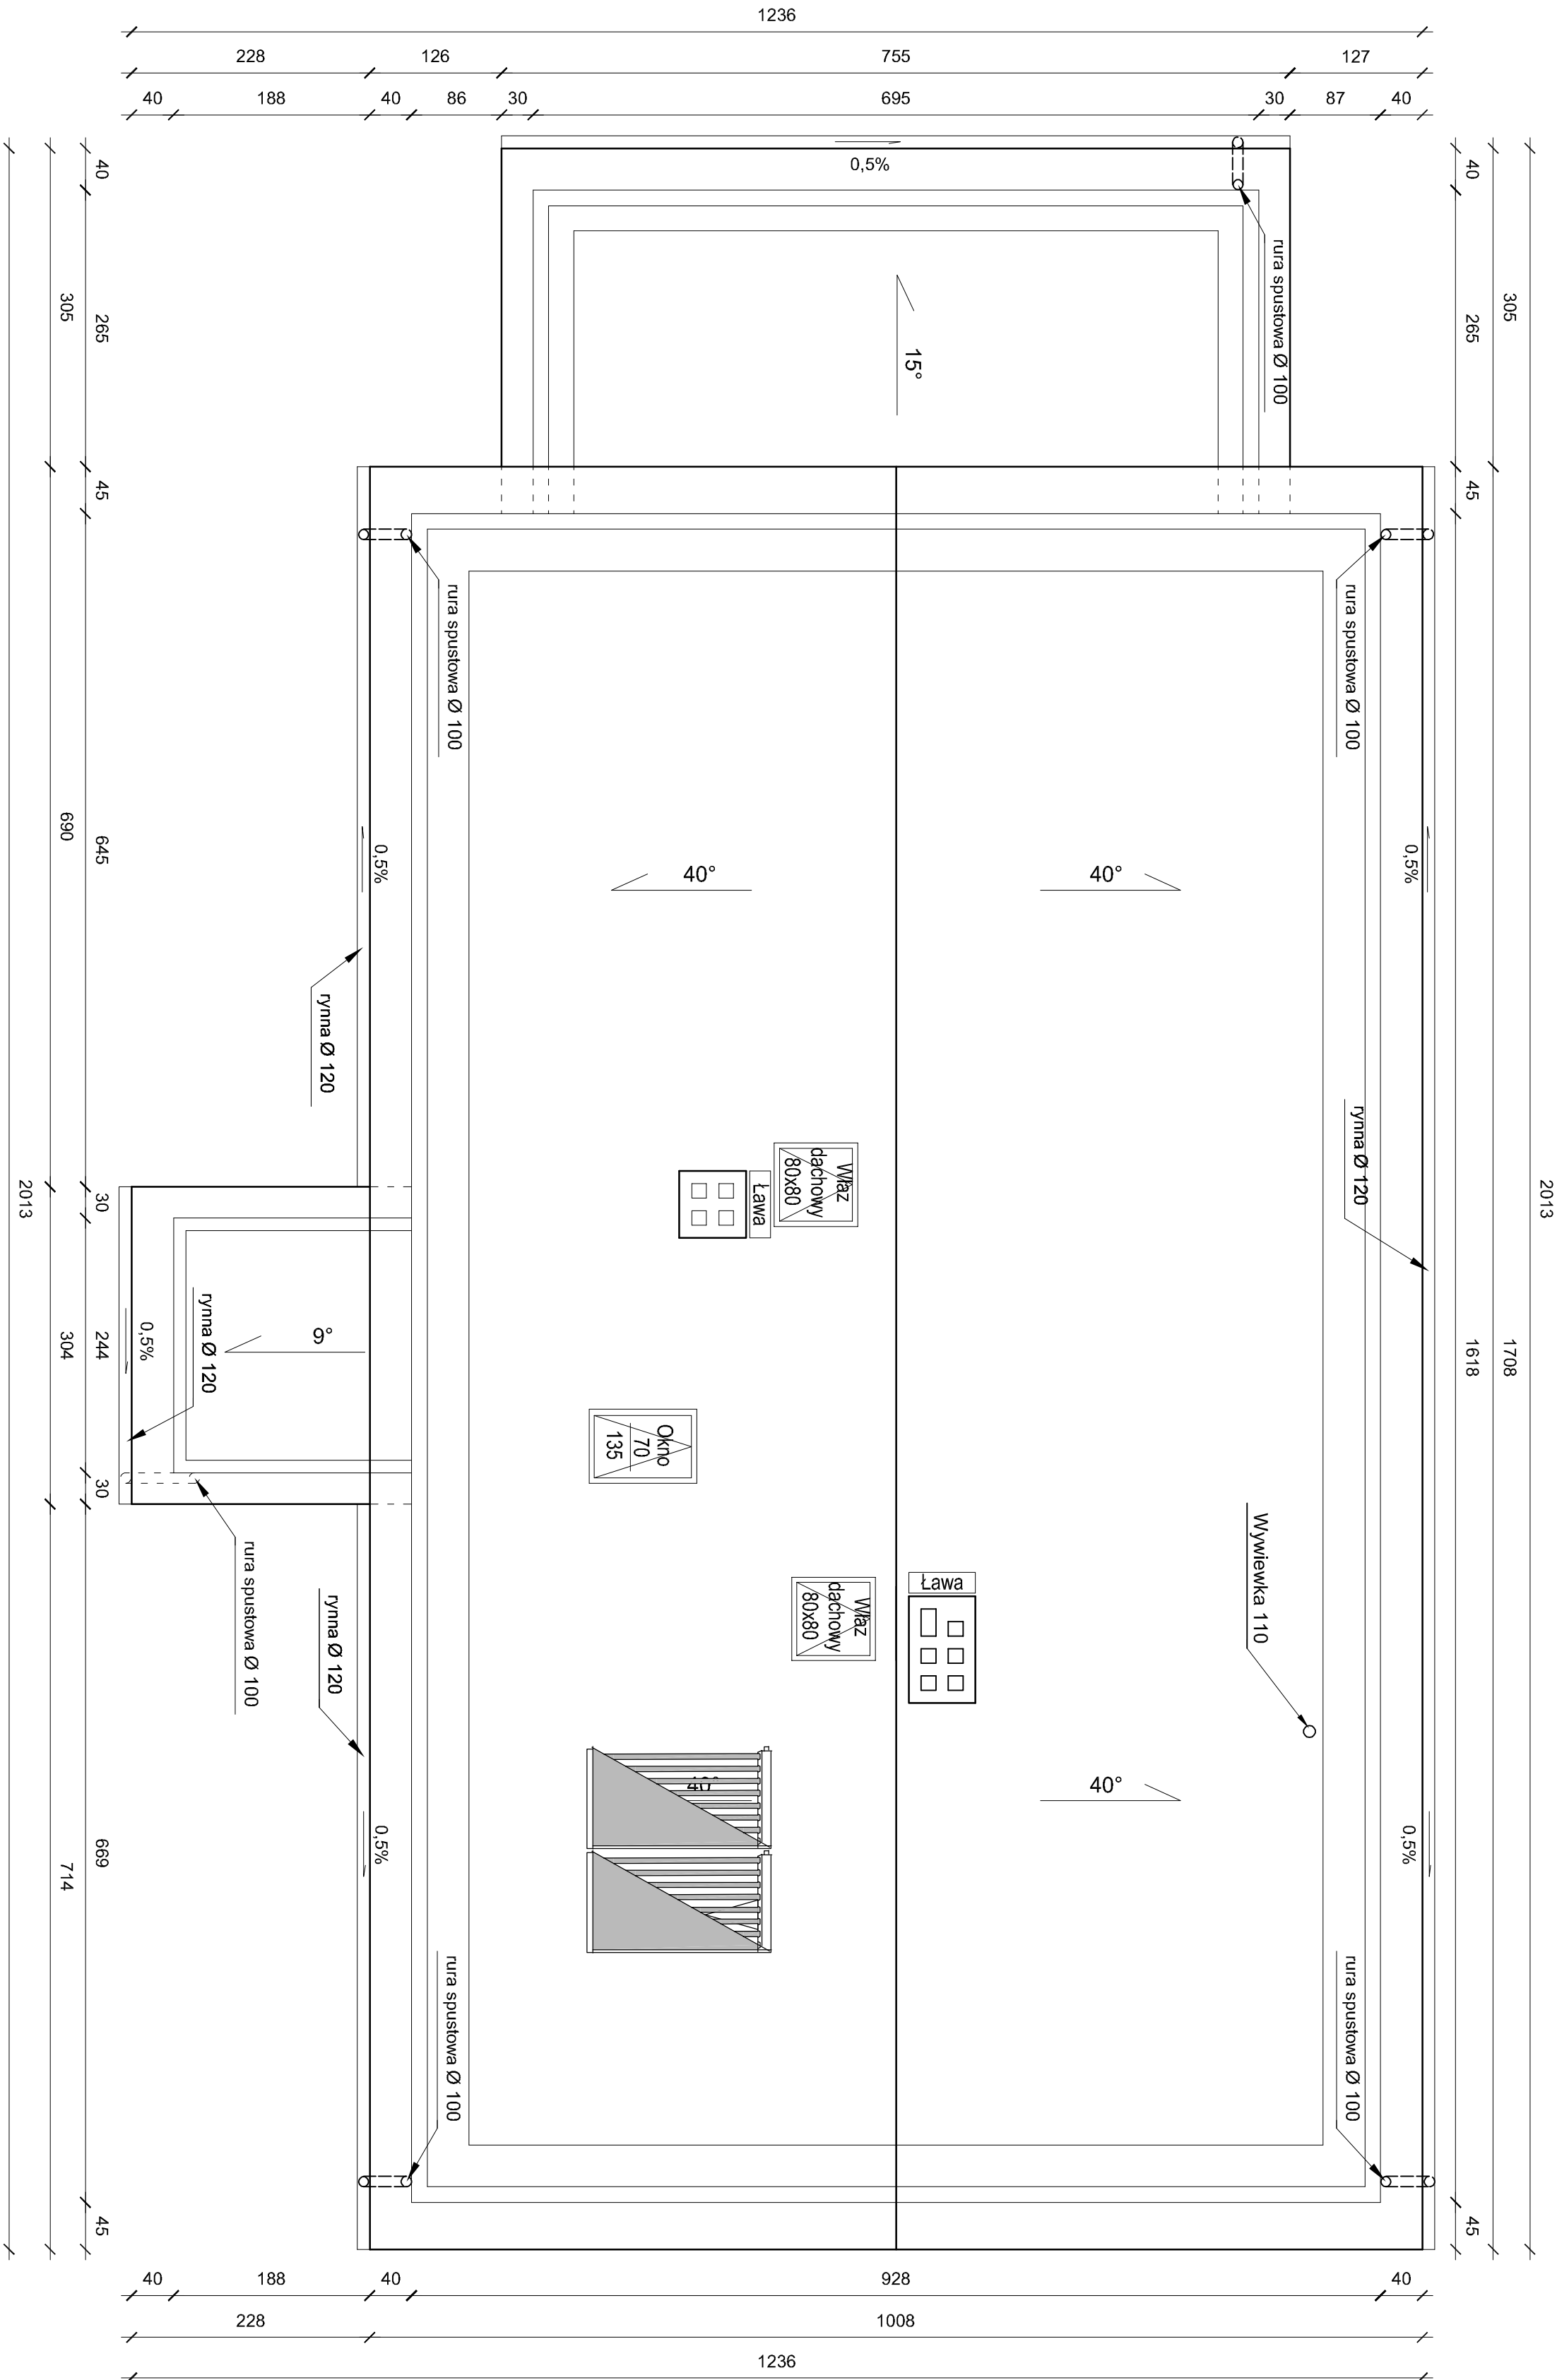 1236
228
126
755
127
40
188
40
86
30
695
30
87
40
0,5%
40
305
265
45
690
645
2013
30
304
244
30
714
669
45
40
305
265
45
2013
1708
1618
45
rura spustowa Ø 100
15°
rura spustowa Ø 100
rura spustowa Ø 100
0,5%
40°
40°
0,5%
rynna Ø 120
rynna Ø 120
Właz
dachowy
80x80
Ława
rynna Ø 120
0,5%
9°
Okno
70
135
rura spustowa Ø 100
rynna Ø 120
Właz
dachowy
80x80
Ława
Wywiewka 110
40°
40°
0,5%
0,5%
rura spustowa Ø 100
rura spustowa Ø 100
40
188
40
928
40
228
1008
1236